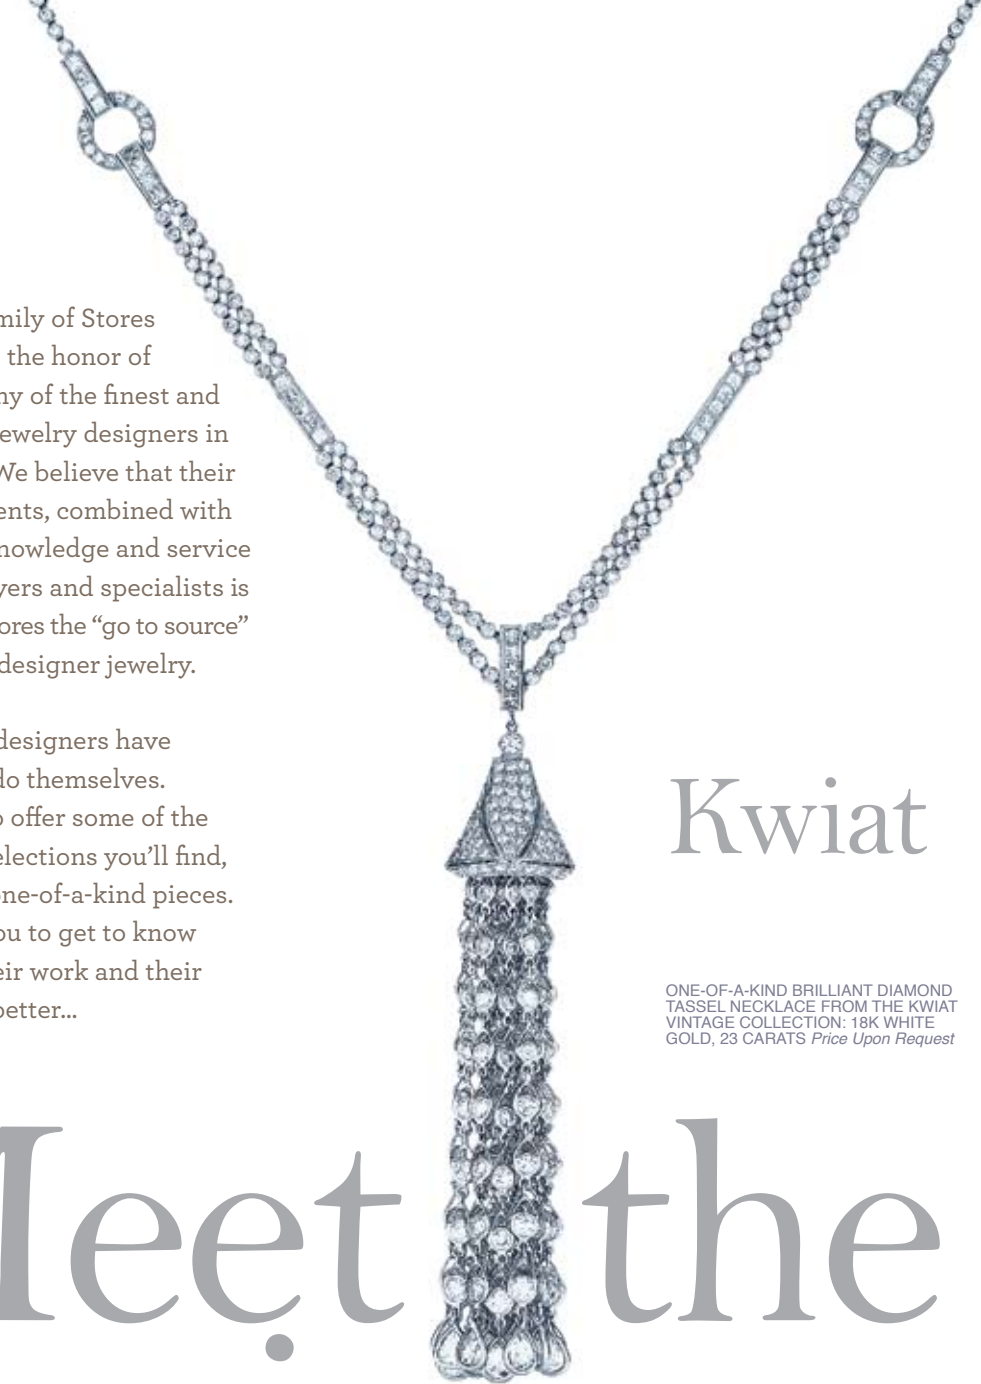 mily of Stores
the honor of
ny of the finest and
ewelry designers in
We believe that their
ents, combined with
nowledge and service
yers and specialists is
ores the “go to source”
designer jewelry.
designers have
do themselves.
o offer some of the
elections you’ll find,
one-of-a-kind pieces.
ou to get to know
eir work and their
better...
Kwiat
ONE-OF-A-KIND BRILLIANT DIAMOND
TASSEL NECKLACE FROM THE KWIAT
VINTAGE COLLECTION: 18K WHITE
GOLD, 23 CARATS Price Upon Request
Meet the